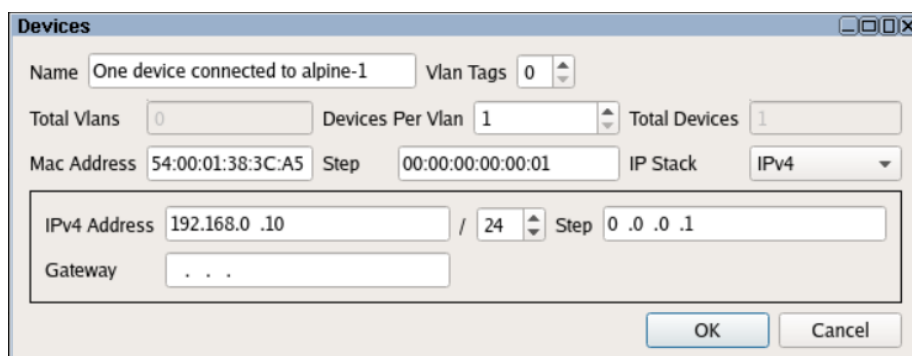 Devices
Name One device connected to alpine-1 Vlan Tags 0
Total Vlans 0 Devices Per Vlan 1 Total Devices 1
Mac Address 54:00:01:38:3C:A5 Step 00:00:00:00:00:01 IP Stack IPv4
IPv4 Address 192.168.0 .10 / 24 Step 0 .0 .0 .1
Gateway . . .
OK Cancel